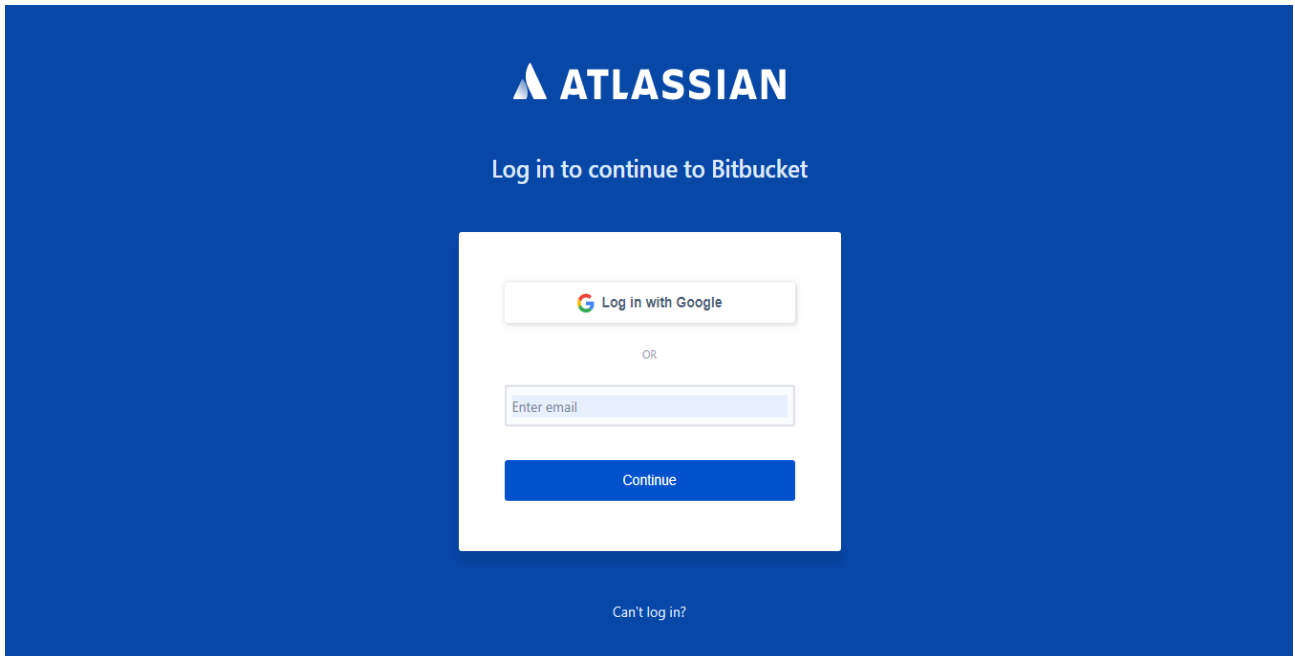 ATLASSIAN
Log in to continue to Bitbucket
Log in with Google
OR
Enter email
Continue
Can't log in?